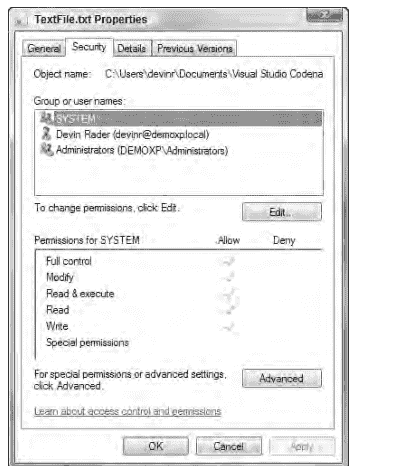 TextFile.txt Properties
General Security Details Previous Versions
Object name: C:\Users\devinr\Documents\Visual Studio Codena
Group or user names:
SYSTEM
Devin Rader (devinr@demoxp.local)
Administrators (DEMOXP\Administrators)
To change permissions, click Edit.
Edit...
Permissions for SYSTEM Allow Deny
Full control
Modify
Read & execute
Read
Write
Special permissions
For special permissions or advanced settings,
click Advanced.
Advanced
Learn about access control and permissions
OK Cancel Apply